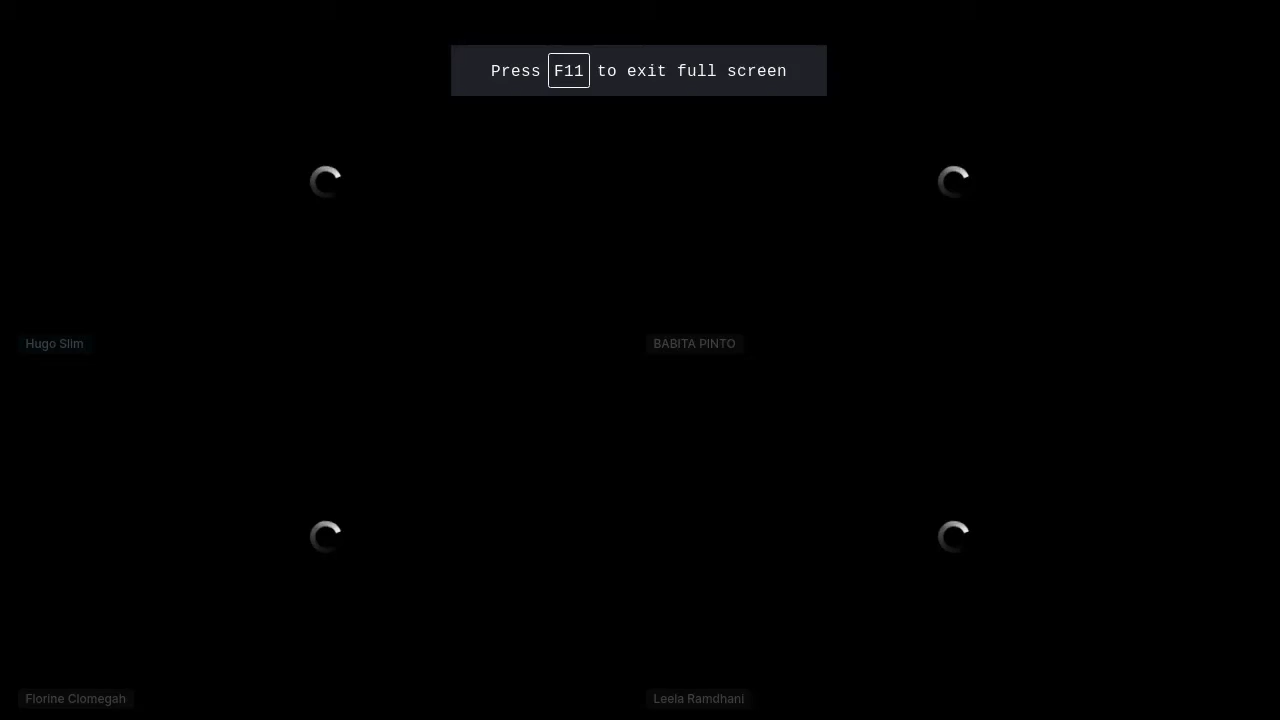 Press F11 to exit full screen
Hugo Slim
BABITA PINTO
Florine Clomegah
Leela Ramdhani